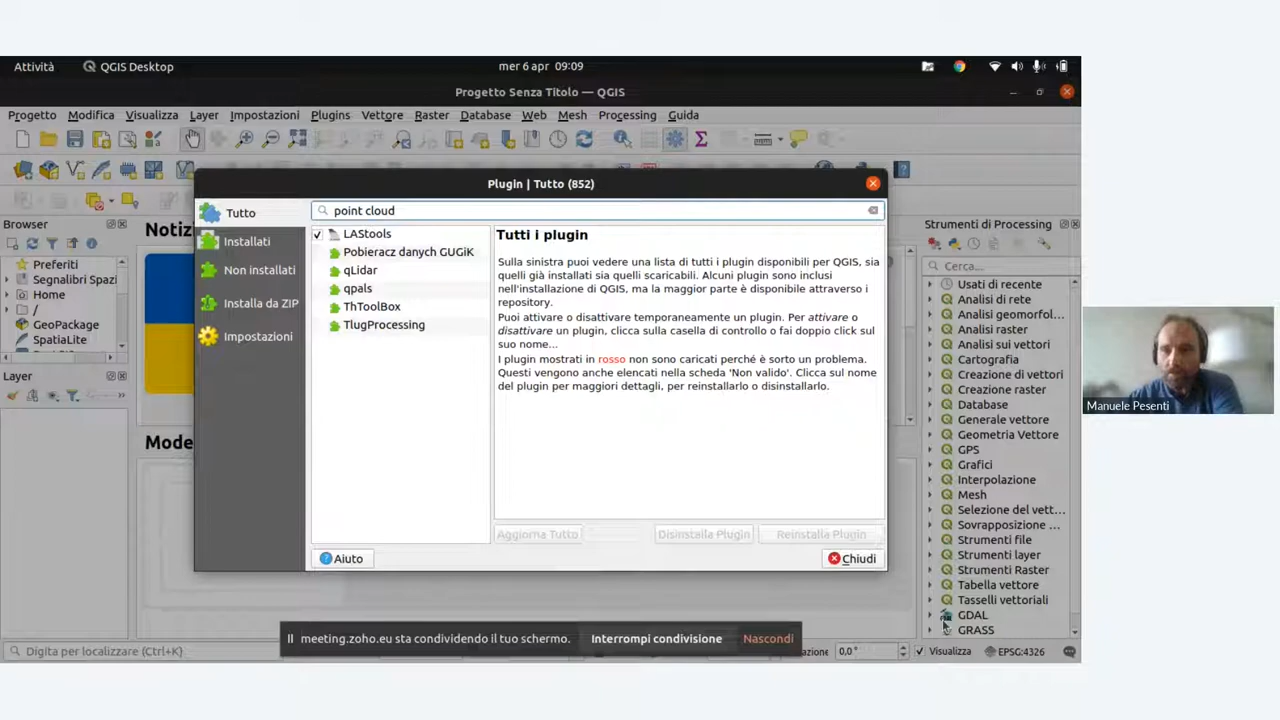 Attività
QGIS Desktop
mer 6 apr 09:09
Progetto Senza Titolo — QGIS
Progetto Modifica Visualizza Layer Impostazioni Plugins Vettore Raster Database Web Mesh Processing Guida
Plugin | Tutto (852)
Tutto
Installati
Non installati
Installa da ZIP
Impostazioni
point cloud
LAStools
Pobieracz danych GUGiK
qLidar
qpals
ThToolBox
TlugProcessing
Tutti i plugin
Sulla sinistra puoi vedere una lista di tutti i plugin disponibili per QGIS, sia
quelli già installati sia quelli scaricabili. Alcuni plugin sono inclusi
nell'installazione di QGIS, ma la maggior parte è disponibile attraverso i
repository.
Puoi attivare o disattivare temporaneamente un plugin. Per attivare o
disattivare un plugin, clicca sulla casella di controllo o fai doppio click sul
suo nome...
I plugin mostrati in rosso non sono caricati perché è sorto un problema.
Questi vengono anche elencati nella scheda 'Non valido'. Clicca sul nome
del plugin per maggiori dettagli, per reinstallarlo o disinstallarlo.
Aggiorna Tutto
Disinstalla Plugin
Reinstalla Plugin
Aiuto
Chiudi
Browser
Preferiti
Segnalibri Spazi
Home
/
GeoPackage
SpatiaLite
Layer
Notiz
Mode
Strumenti di Processing
Cerca...
Usati di recente
Analisi di rete
Analisi geomorfol...
Analisi raster
Analisi sui vettori
Cartografia
Creazione di vettori
Creazione raster
Database
Generale vettore
Geometria Vettore
GPS
Grafici
Interpolazione
Mesh
Selezione del vett...
Sovrapposizione ...
Strumenti file
Strumenti layer
Strumenti Raster
Tabella vettore
Tasselli vettoriali
GDAL
GRASS
meeting.zoho.eu sta condividendo il tuo schermo.
Interrompi condivisione
Nascondi
Digita per localizzare (Ctrl+K)
azione
0,0 °
Visualizza
EPSG:4326
Manuele Pesenti